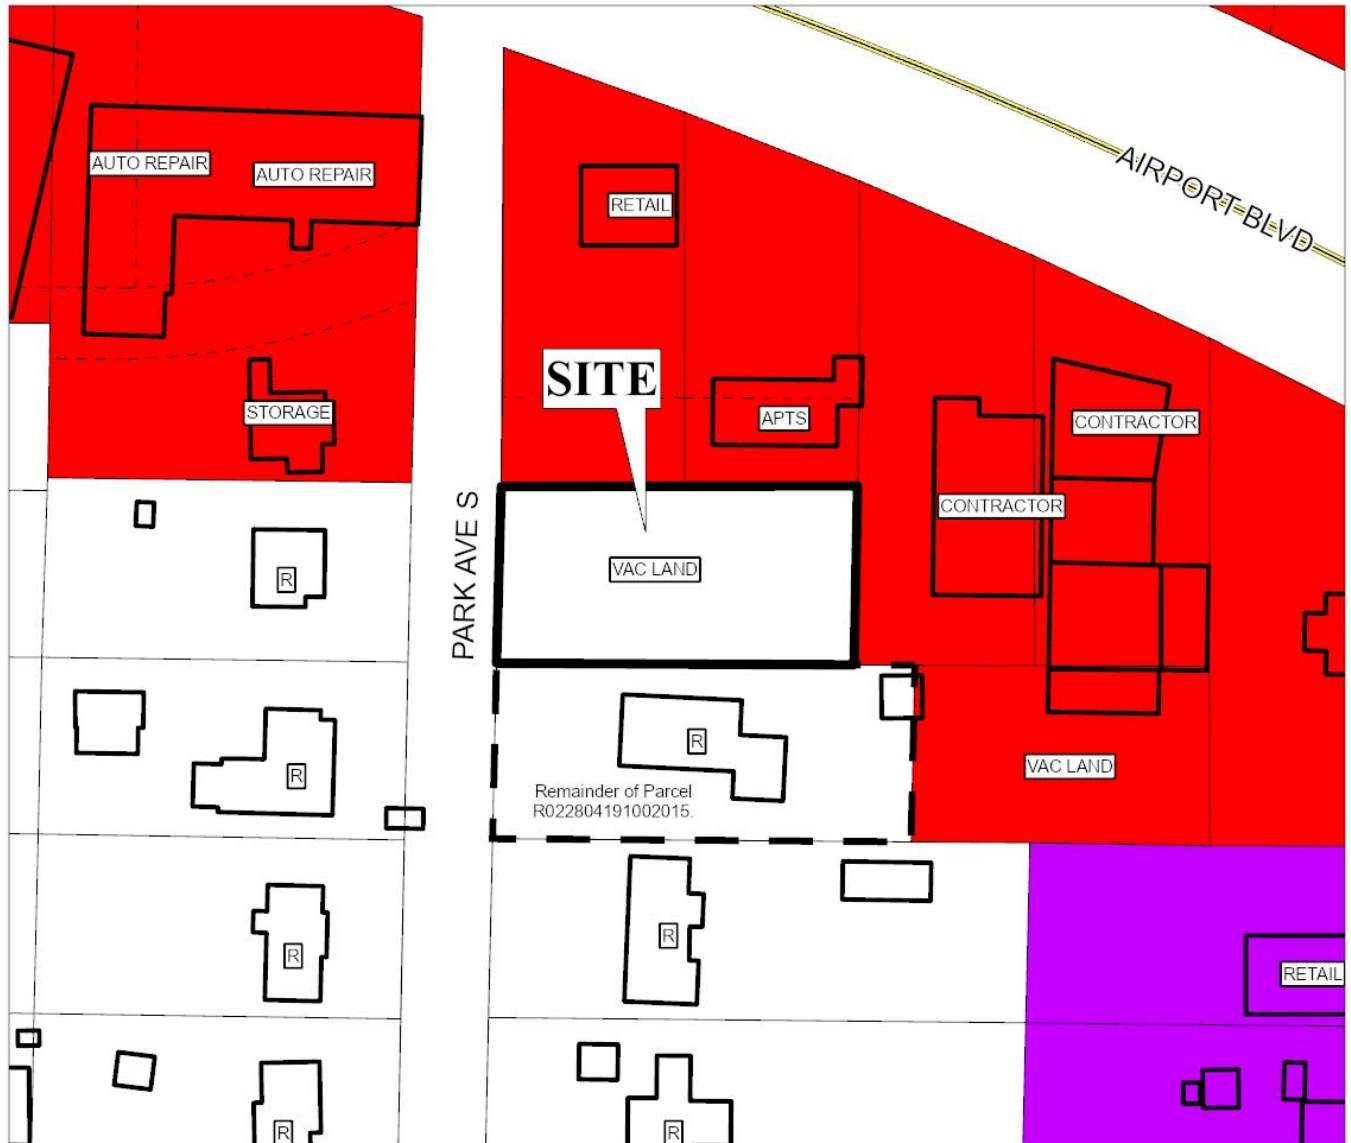 AUTO REPAIR
AUTO REPAIR
RETAIL
AIRPORT BLVD
SITE
STORAGE
APTS
CONTRACTOR
CONTRACTOR
PARK AVE S
VAC LAND
R
R
R
VAC LAND
Remainder of Parcel
R022804191002015.
R
R
RETAIL
R
R